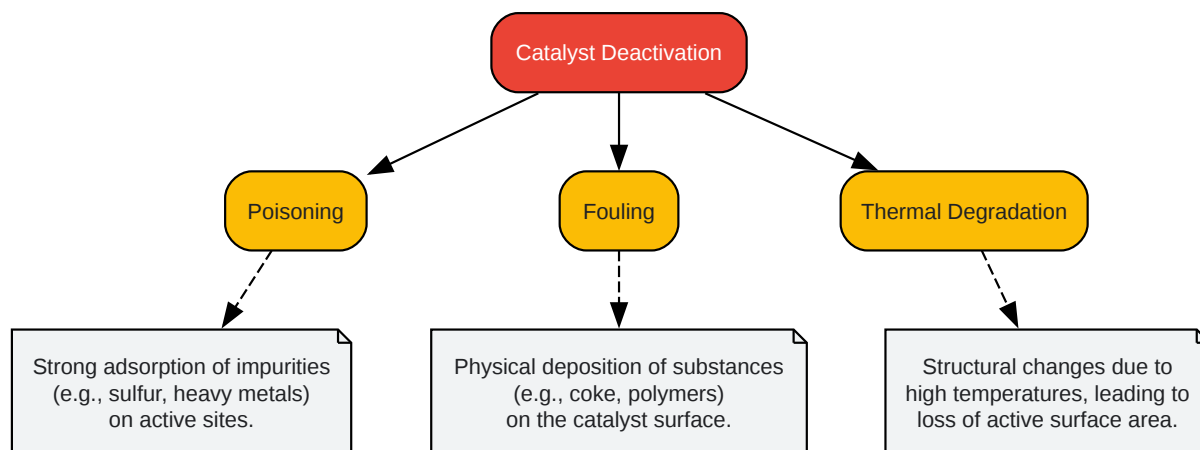 Catalyst Deactivation
Poisoning
Fouling
Thermal Degradation
Strong adsorption of impurities
(e.g., sulfur, heavy metals)
on active sites.
Physical deposition of substances
(e.g., coke, polymers)
on the catalyst surface.
Structural changes due to
high temperatures, leading to
loss of active surface area.